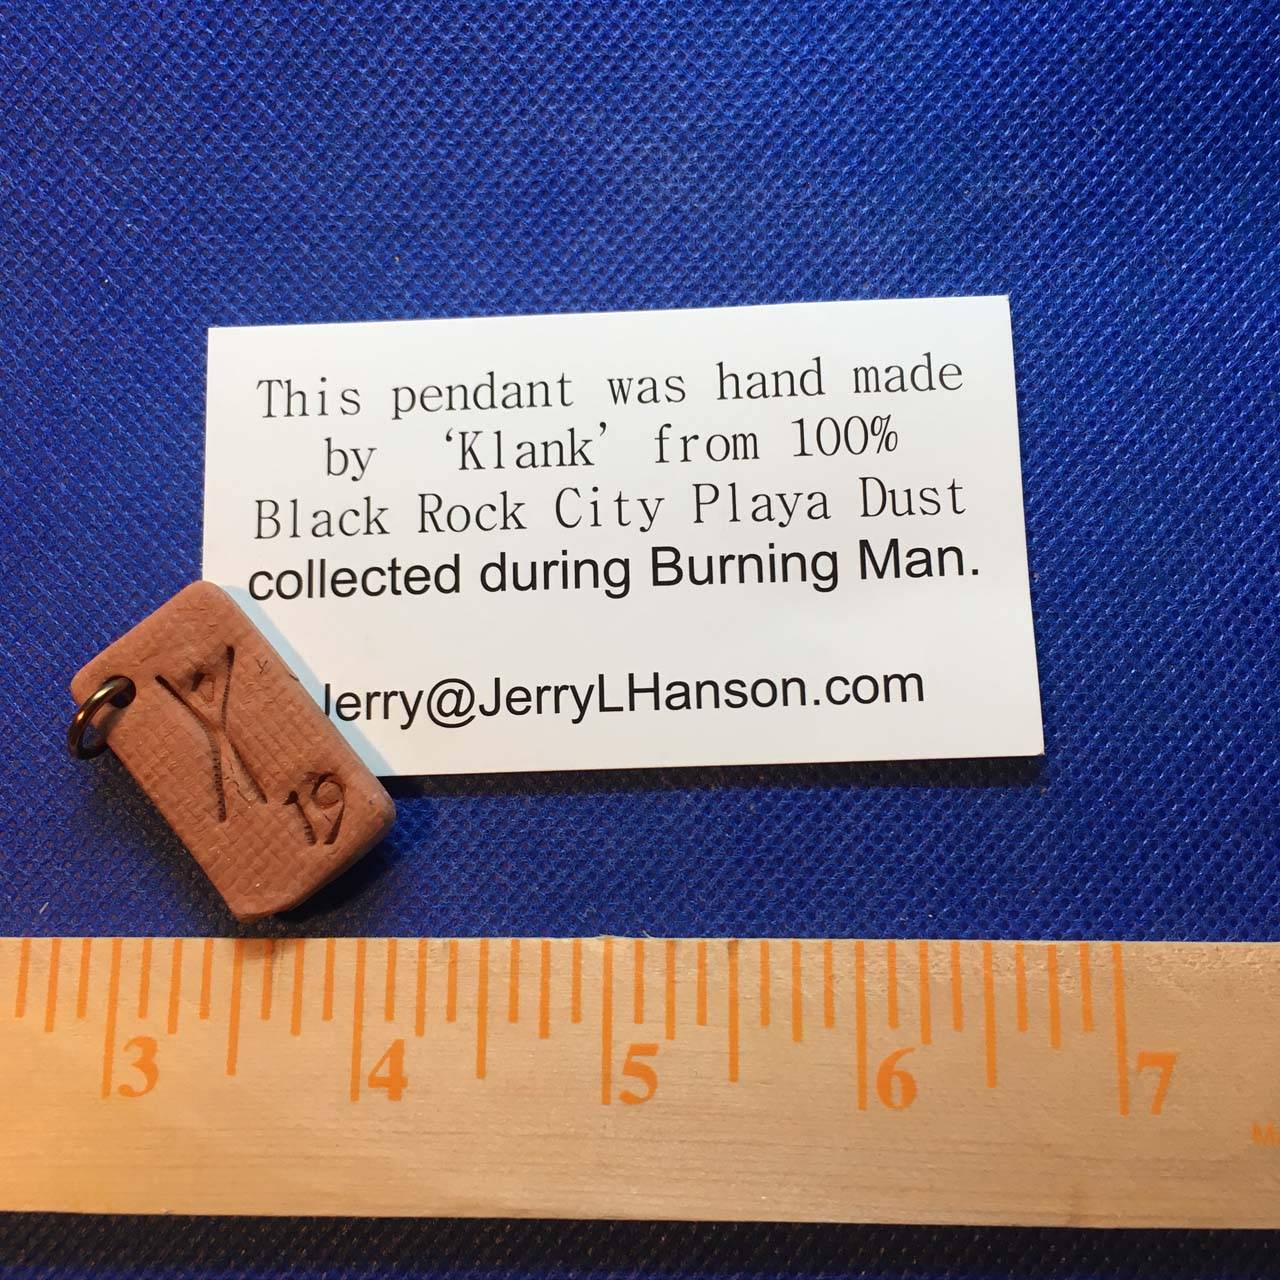 This pendant was hand made
by ‘Klank’ from 100%
Black Rock City Playa Dust
collected during Burning Man.
Jerry@JerryLHanson.com
19
3 4 5 6 7